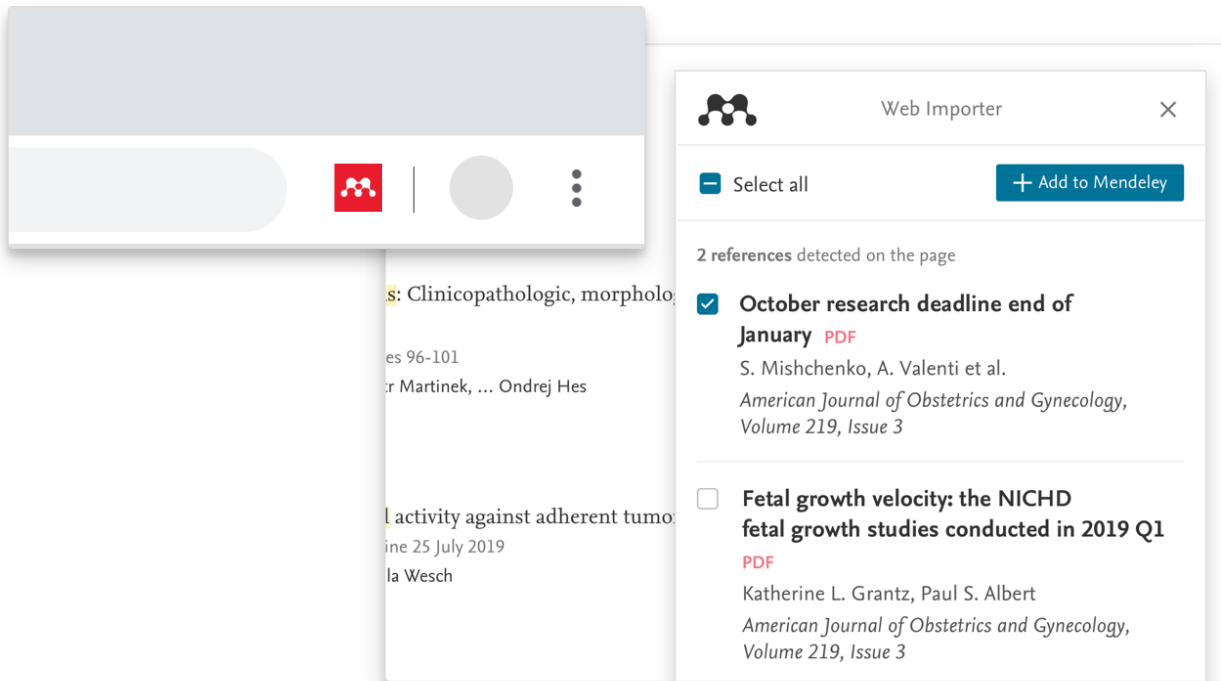 Web Importer
Select all
Add to Mendeley
2 references detected on the page
October research deadline end of
January PDF
S. Mishchenko, A. Valenti et al.
American Journal of Obstetrics and Gynecology,
Volume 219, Issue 3
Fetal growth velocity: the NICHD
fetal growth studies conducted in 2019 Q1
PDF
Katherine L. Grantz, Paul S. Albert
American Journal of Obstetrics and Gynecology,
Volume 219, Issue 3
s: Clinicopathologic, morpholo
es 96-101
r Martinek, ... Ondrej Hes
l activity against adherent tumo
ine 25 July 2019
la Wesch